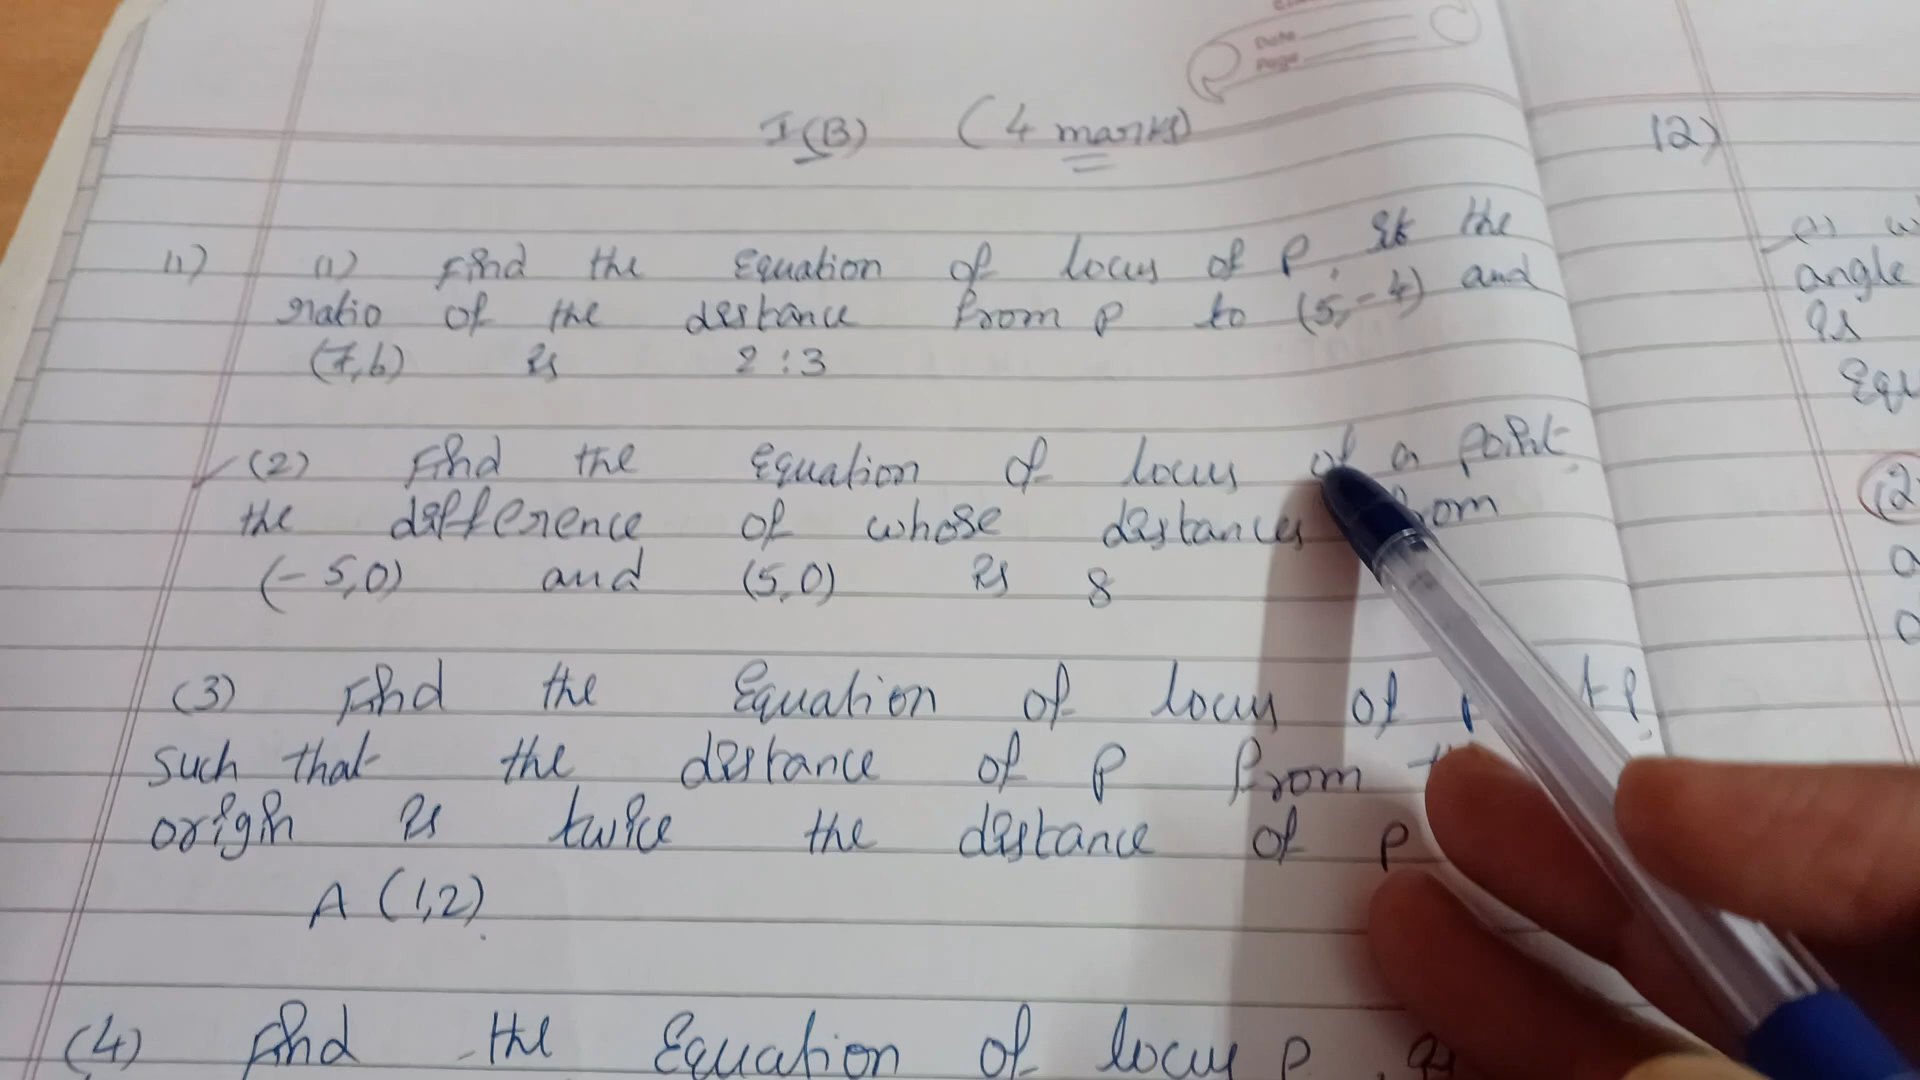 Date
Page
I(B) (4 marks)
11) (1) Find the Equation of locus of P, if the
ratio of the distance from P to (5,-4) and
(7,6) is 2:3
(2) Find the Equation of locus of a point,
the difference of whose distances from
(-5,0) and (5,0) is 8
(3) Find the Equation of locus of P
such that the distance of P from
origin is twice the distance of P
A (1,2).
(4) Find the Equation of locus P,
12)
(1)
angle
is
Equ
(2